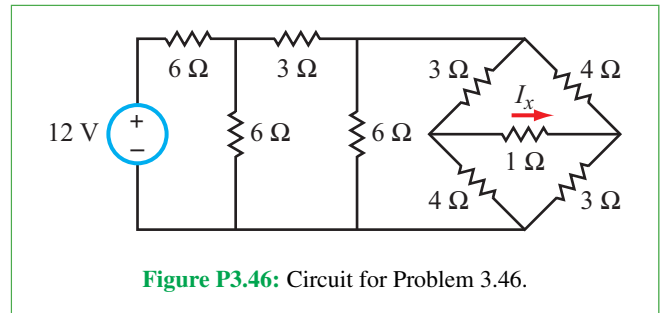 6 Ω 3 Ω 3 Ω 4 Ω
I_x
12 V + 6 Ω 6 Ω
−
1 Ω
4 Ω 3 Ω
Figure P3.46: Circuit for Problem 3.46.